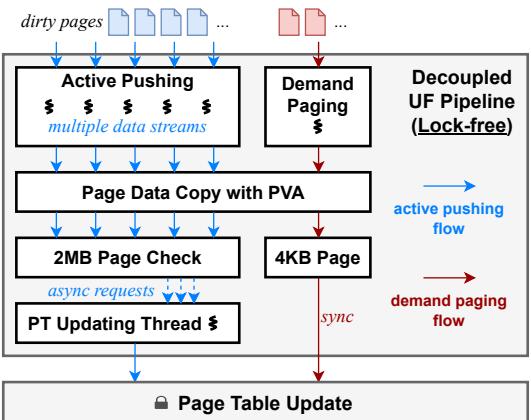 dirty pages ... ...
Active Pushing
multiple data streams
Demand
Paging
Decoupled
UF Pipeline
(Lock-free)
Page Data Copy with PVA
active pushing
flow
2MB Page Check
4KB Page
async requests
sync
demand paging
flow
PT Updating Thread
Page Table Update